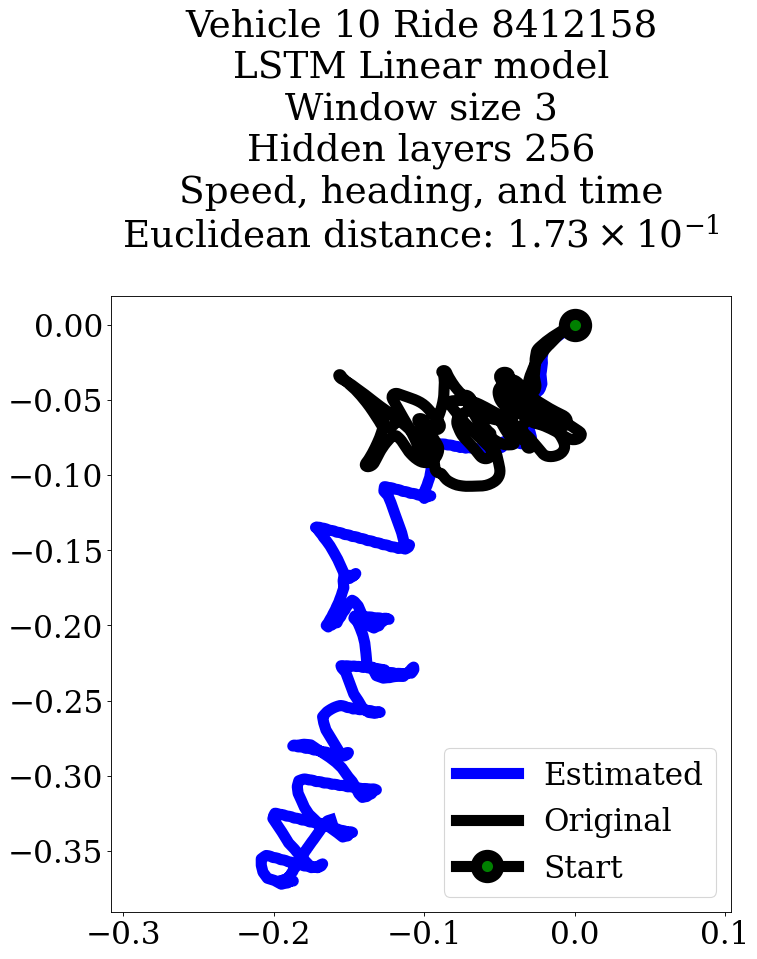 Vehicle 10 Ride 8412158
LSTM Linear model
Window size 3
Hidden layers 256
Speed, heading, and time
Euclidean distance: 1.73 × 10⁻¹
0.00
−0.05
−0.10
−0.15
−0.20
−0.25
−0.30
−0.35
Estimated
Original
Start
−0.3 −0.2 −0.1 0.0 0.1